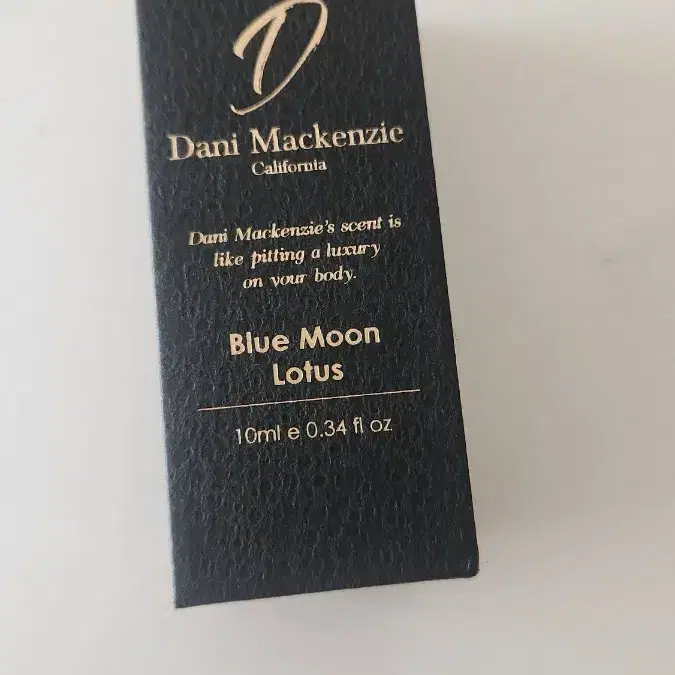 D
Dani Mackenzie
California
Dani Mackenzie's scent is
like pitting a luxury
on your body.
Blue Moon
Lotus
10ml e 0.34 fl oz